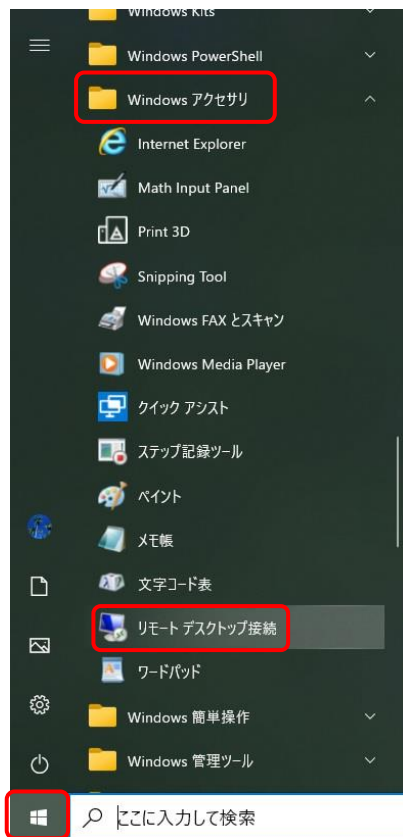 Windows Kits
Windows PowerShell
Windows アクセサリ
Internet Explorer
Math Input Panel
Print 3D
Snipping Tool
Windows FAX とスキャン
Windows Media Player
クイック アシスト
ステップ記録ツール
ペイント
メモ帳
文字コード表
リモート デスクトップ接続
ワードパッド
Windows 簡単操作
Windows 管理ツール
ここに入力して検索